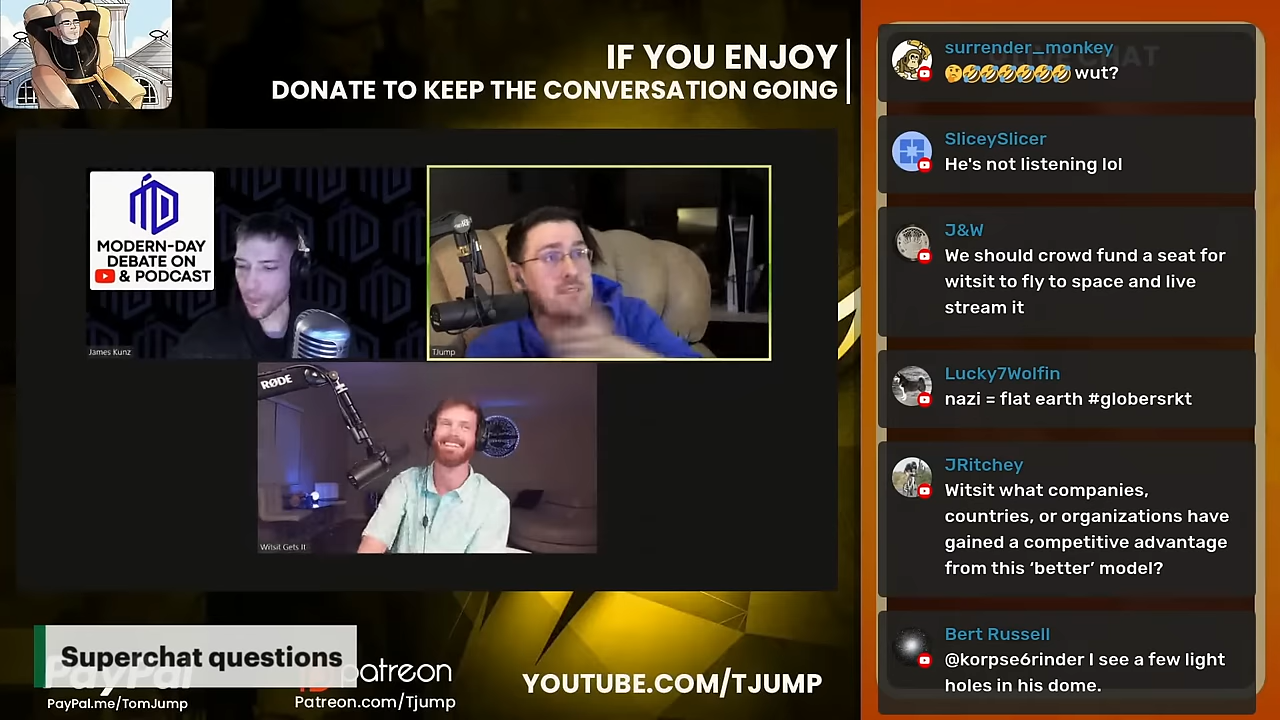 IF YOU ENJOY
DONATE TO KEEP THE CONVERSATION GOING
MODERN-DAY
DEBATE ON
& PODCAST
James Kunz
TJump
RØDE
Witsit Gets It
Superchat questions
PayPal
PayPal.me/TomJump
patreon
Patreon.com/Tjump
YOUTUBE.COM/TJUMP
CHAT
surrender_monkey
🤔🤣🤣🤣🤣🤣🤣 wut?
SliceySlicer
He's not listening lol
J&W
We should crowd fund a seat for
witsit to fly to space and live
stream it
Lucky7Wolfin
nazi = flat earth #globersrkt
JRitchey
Witsit what companies,
countries, or organizations have
gained a competitive advantage
from this ‘better’ model?
Bert Russell
@korpse6rinder I see a few light
holes in his dome.